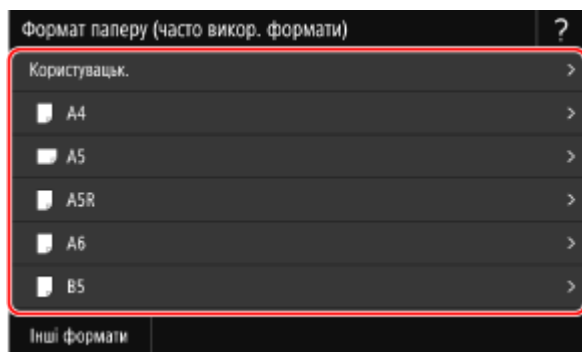 Формат паперу (часто викор. формати) ?
Користувацьк.
A4
A5
A5R
A6
B5
Інші формати